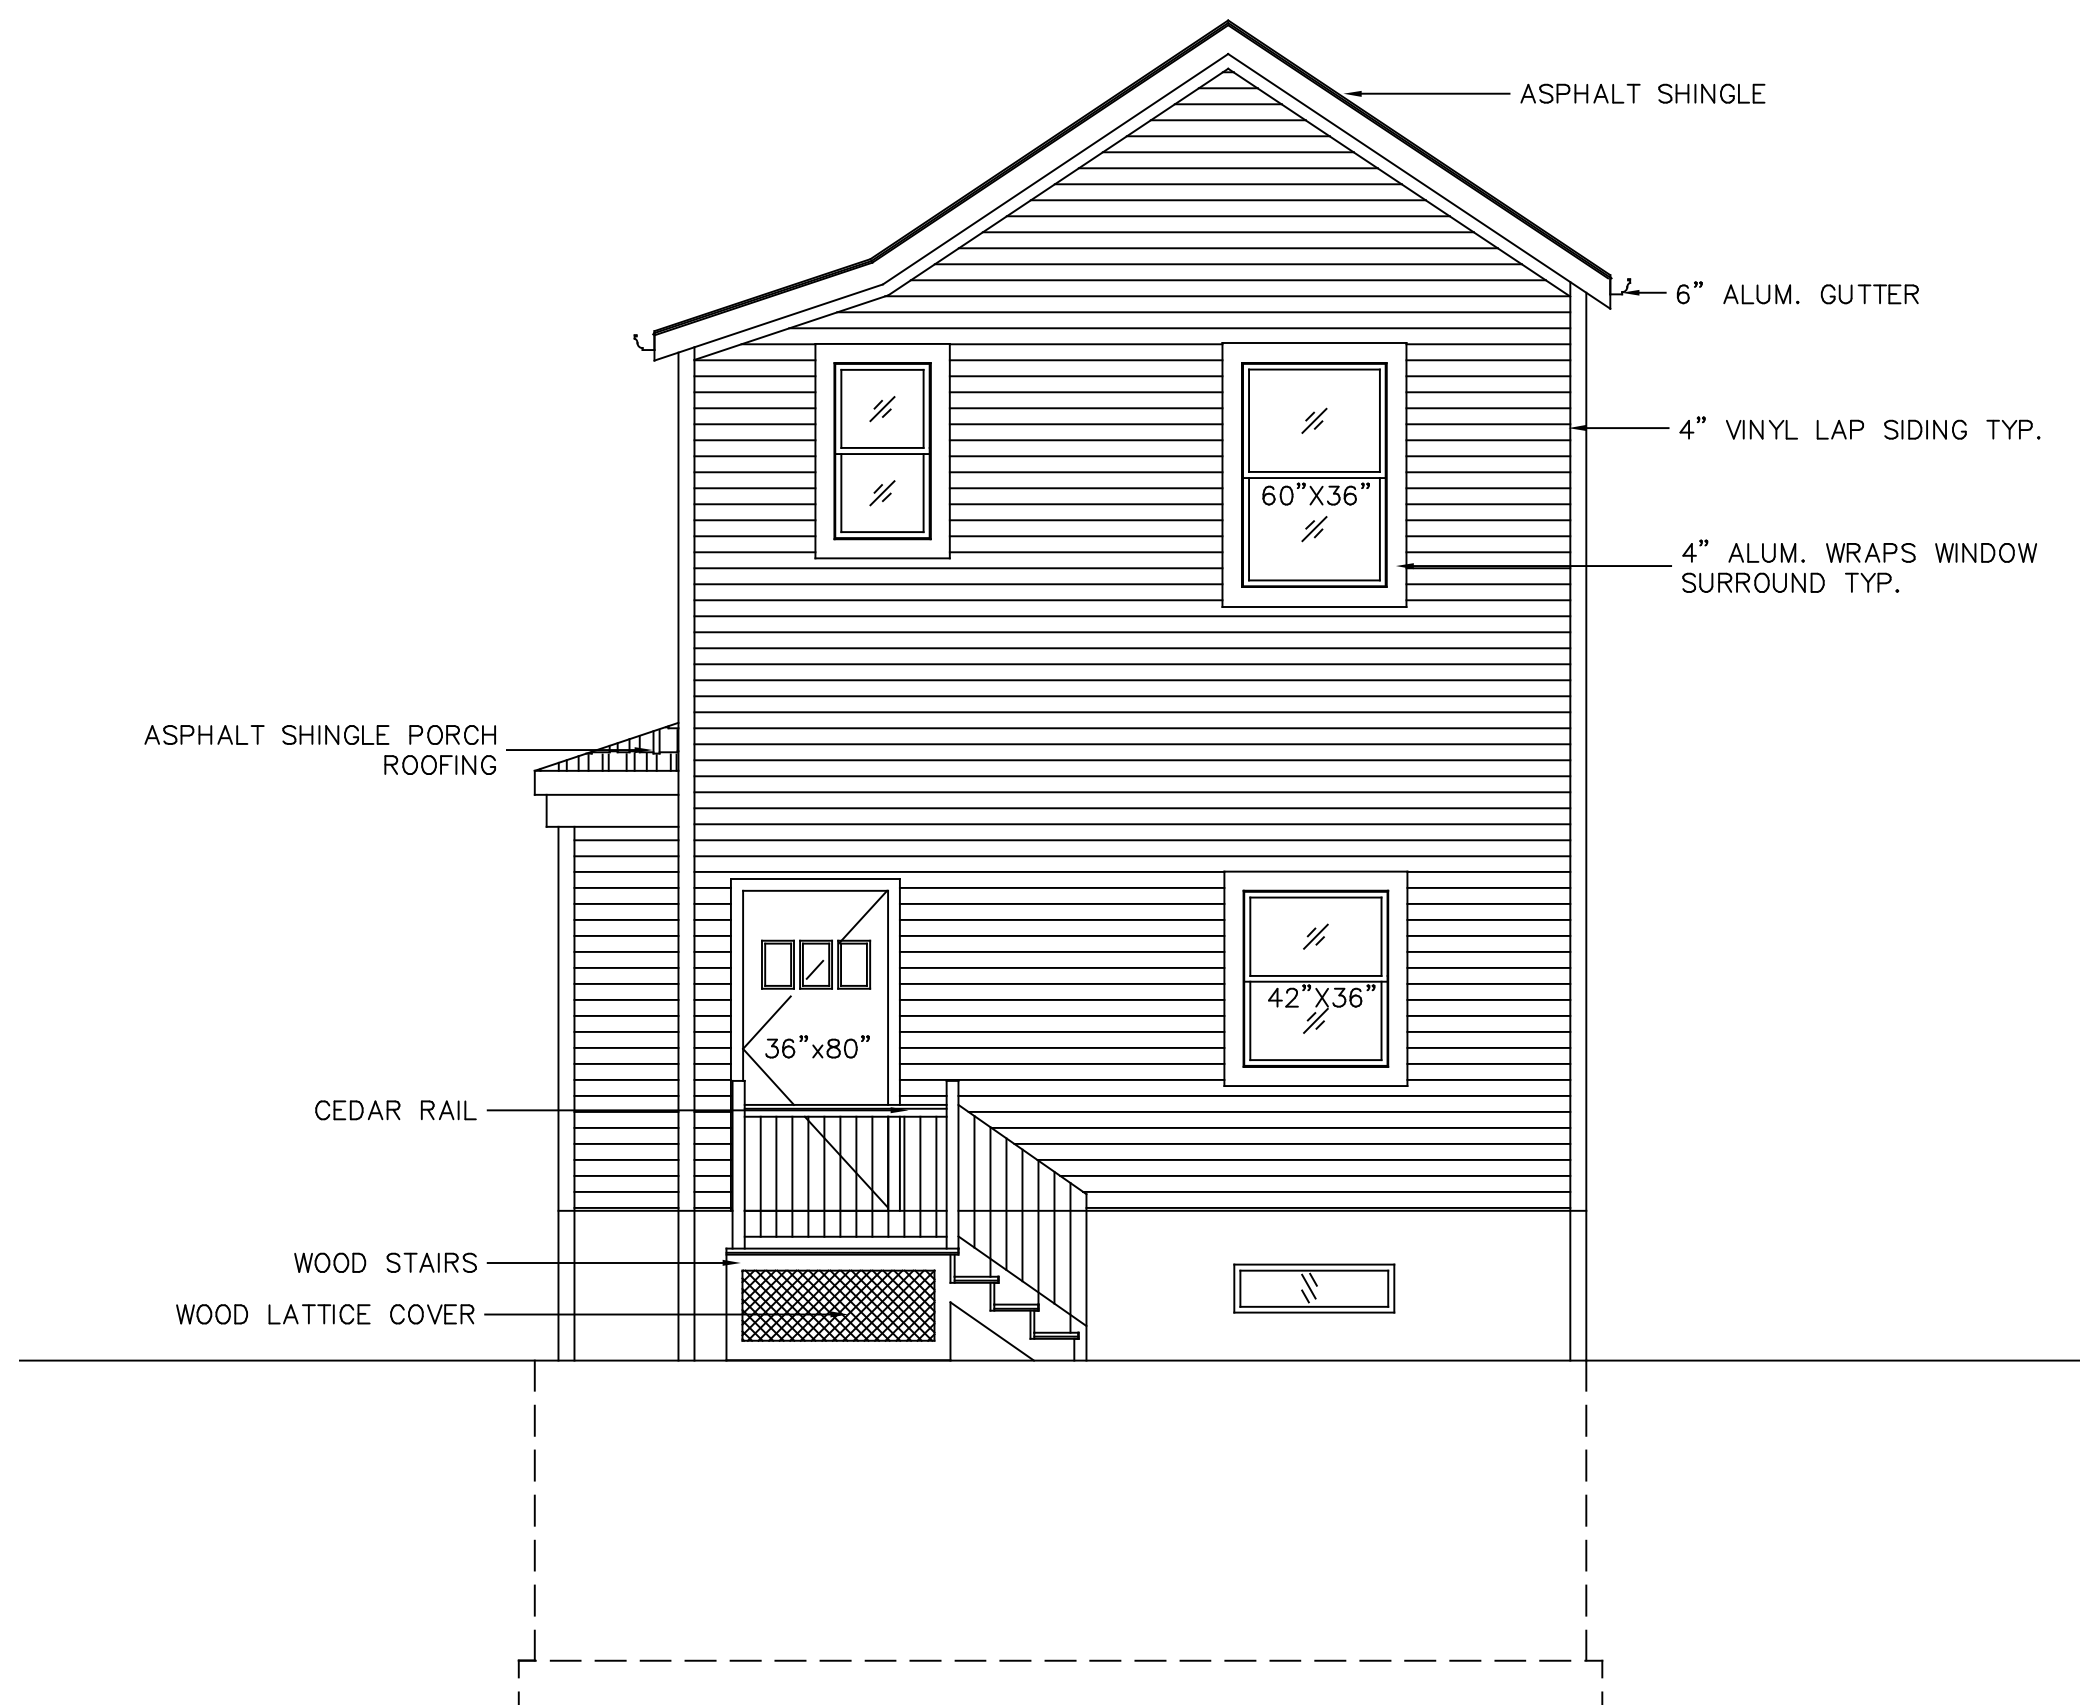 ASPHALT SHINGLE
6" ALUM. GUTTER
4" VINYL LAP SIDING TYP.
60"X36"
4" ALUM. WRAPS WINDOW
SURROUND TYP.
ASPHALT SHINGLE PORCH
ROOFING
42"X36"
36"x80"
CEDAR RAIL
WOOD STAIRS
WOOD LATTICE COVER